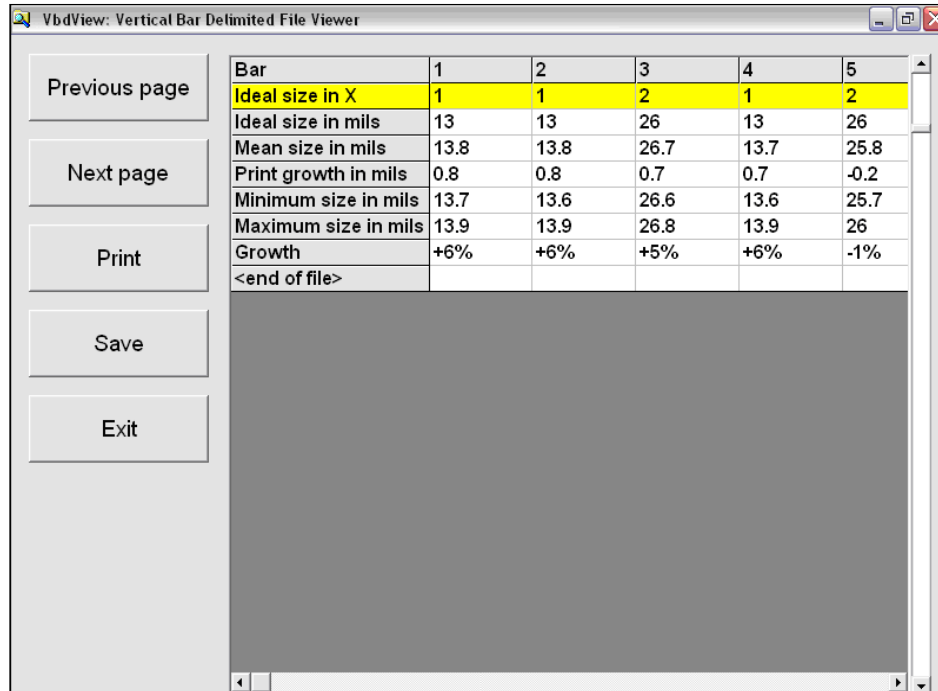 VbdView: Vertical Bar Delimited File Viewer
Previous page
Next page
Print
Save
Exit
Bar 1 2 3 4 5
Ideal size in X 1 1 2 1 2
Ideal size in mils 13 13 26 13 26
Mean size in mils 13.8 13.8 26.7 13.7 25.8
Print growth in mils 0.8 0.8 0.7 0.7 -0.2
Minimum size in mils 13.7 13.6 26.6 13.6 25.7
Maximum size in mils 13.9 13.9 26.8 13.9 26
Growth +6% +6% +5% +6% -1%
<end of file>